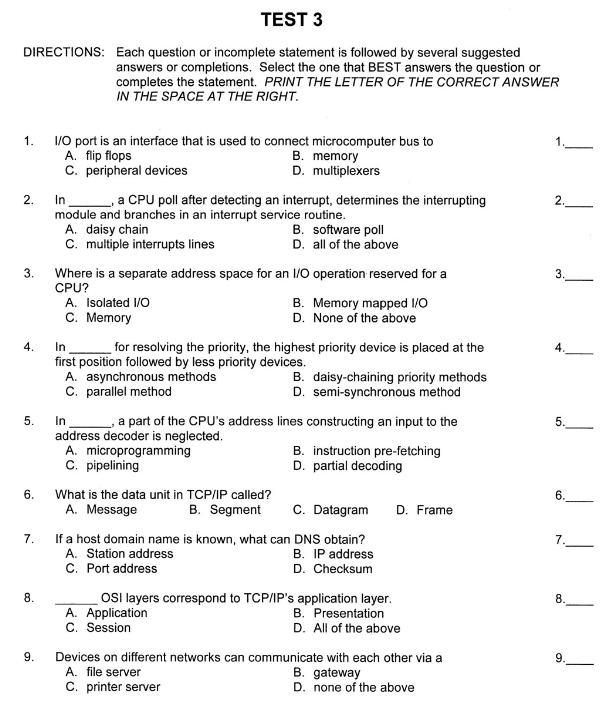 TEST 3
DIRECTIONS: Each question or incomplete statement is followed by several suggested
answers or completions. Select the one that BEST answers the question or
completes the statement. PRINT THE LETTER OF THE CORRECT ANSWER
IN THE SPACE AT THE RIGHT.
1. I/O port is an interface that is used to connect microcomputer bus to 1.____
A. flip flops B. memory
C. peripheral devices D. multiplexers
2. In ______, a CPU poll after detecting an interrupt, determines the interrupting 2.____
module and branches in an interrupt service routine.
A. daisy chain B. software poll
C. multiple interrupts lines D. all of the above
3. Where is a separate address space for an I/O operation reserved for a 3.____
CPU?
A. Isolated I/O B. Memory mapped I/O
C. Memory D. None of the above
4. In ______ for resolving the priority, the highest priority device is placed at the 4.____
first position followed by less priority devices.
A. asynchronous methods B. daisy-chaining priority methods
C. parallel method D. semi-synchronous method
5. In ______, a part of the CPU's address lines constructing an input to the 5.____
address decoder is neglected.
A. microprogramming B. instruction pre-fetching
C. pipelining D. partial decoding
6. What is the data unit in TCP/IP called? 6.____
A. Message B. Segment C. Datagram D. Frame
7. If a host domain name is known, what can DNS obtain? 7.____
A. Station address B. IP address
C. Port address D. Checksum
8. ______ OSI layers correspond to TCP/IP's application layer. 8.____
A. Application B. Presentation
C. Session D. All of the above
9. Devices on different networks can communicate with each other via a 9.____
A. file server B. gateway
C. printer server D. none of the above